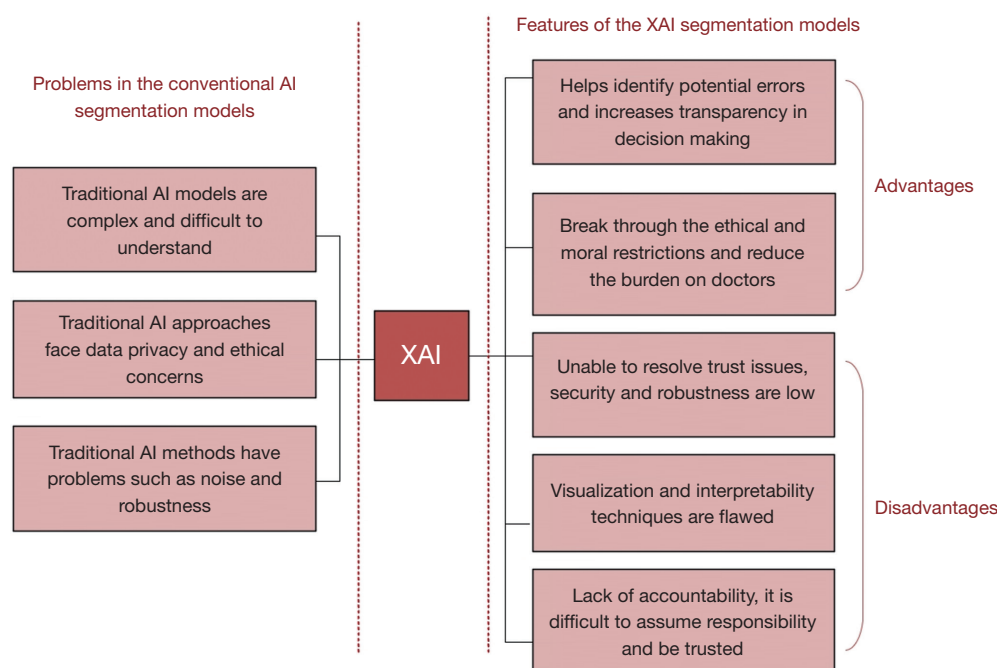 Problems in the conventional AI
segmentation models
Traditional AI models are
complex and difficult to
understand
Traditional AI approaches
face data privacy and ethical
concerns
Traditional AI methods have
problems such as noise and
robustness
XAI
Features of the XAI segmentation models
Helps identify potential errors
and increases transparency in
decision making
Break through the ethical and
moral restrictions and reduce
the burden on doctors
Advantages
Unable to resolve trust issues,
security and robustness are low
Visualization and interpretability
techniques are flawed
Lack of accountability, it is
difficult to assume responsibility
and be trusted
Disadvantages